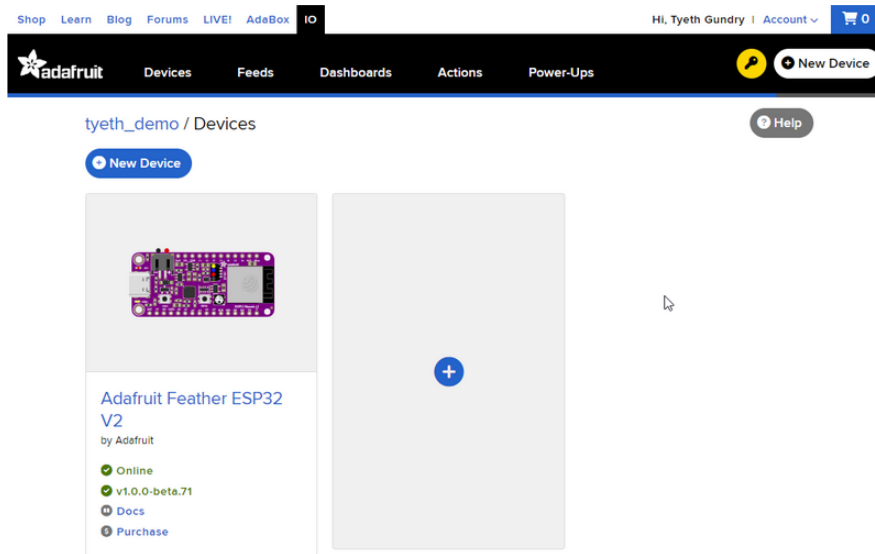 Shop Learn Blog Forums LIVE! AdaBox IO Hi, Tyeth Gundry | Account 0
adafruit Devices Feeds Dashboards Actions Power-Ups New Device
tyeth_demo / Devices ? Help
New Device
Adafruit Feather ESP32
V2
by Adafruit
Online
v1.0.0-beta.71
Docs
$ Purchase